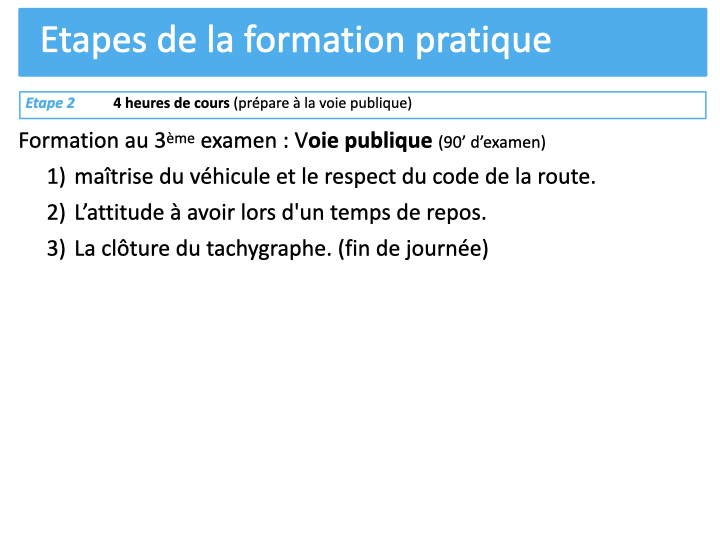 Etapes de la formation pratique
Etape 2 4 heures de cours (prépare à la voie publique)
Formation au 3ème examen : Voie publique (90’ d’examen)
1) maîtrise du véhicule et le respect du code de la route.
2) L’attitude à avoir lors d'un temps de repos.
3) La clôture du tachygraphe. (fin de journée)